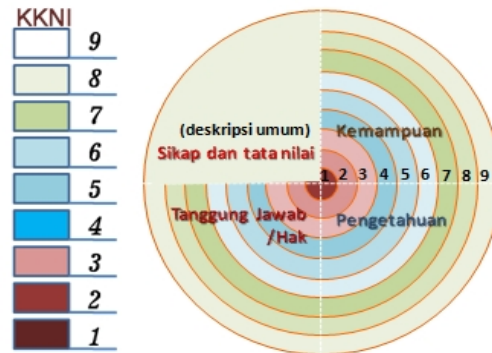 KKNI
9
8
7
6
5
4
3
2
1
(deskripsi umum)
Sikap dan tata nilai
Kemampuan
1 2 3 4 5 6 7 8 9
Tanggung Jawab
/Hak
Pengetahuan